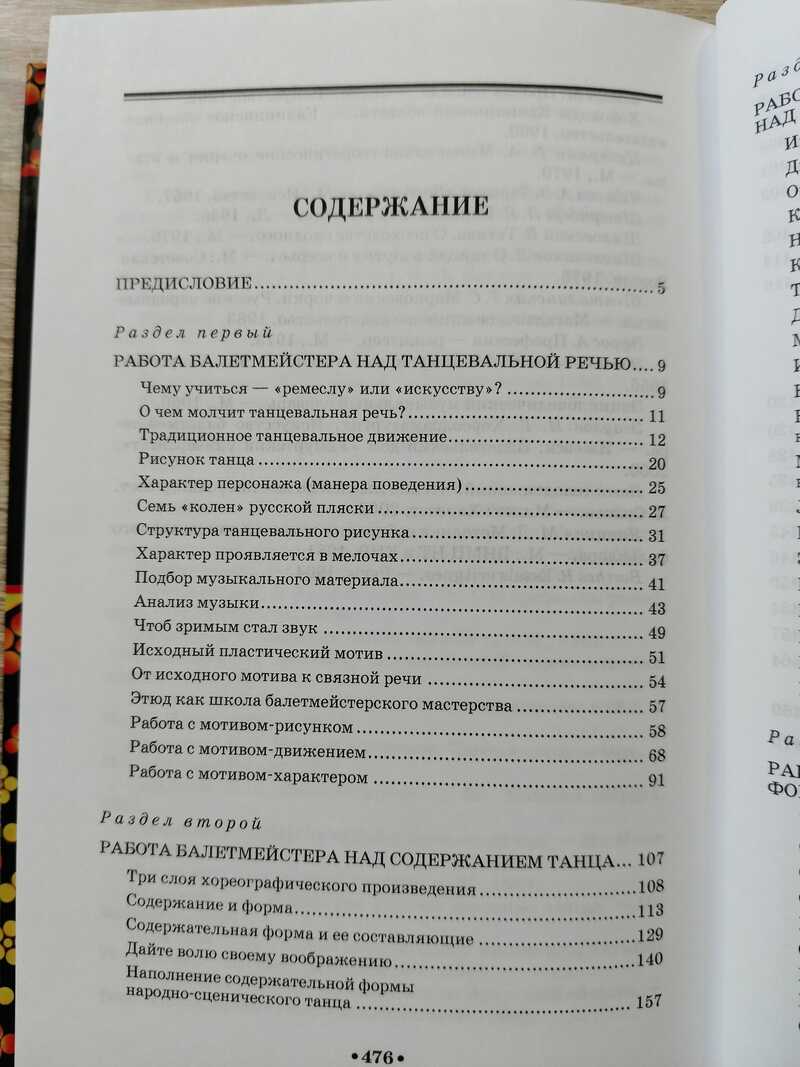 СОДЕРЖАНИЕ
ПРЕДИСЛОВИЕ.......... 5
Раздел первый
РАБОТА БАЛЕТМЕЙСТЕРА НАД ТАНЦЕВАЛЬНОЙ РЕЧЬЮ.... 9
Чему учиться — «ремеслу» или «искусству»? .......... 9
О чем молчит танцевальная речь?.......... 11
Традиционное танцевальное движение.......... 12
Рисунок танца .......... 20
Характер персонажа (манера поведения) .......... 25
Семь «колен» русской пляски .......... 27
Структура танцевального рисунка .......... 31
Характер проявляется в мелочах.......... 37
Подбор музыкального материала.......... 41
Анализ музыки.......... 43
Чтоб зримым стал звук .......... 49
Исходный пластический мотив .......... 51
От исходного мотива к связной речи .......... 54
Этюд как школа балетмейстерского мастерства .......... 57
Работа с мотивом-рисунком .......... 58
Работа с мотивом-движением.......... 68
Работа с мотивом-характером .......... 91
Раздел второй
РАБОТА БАЛЕТМЕЙСТЕРА НАД СОДЕРЖАНИЕМ ТАНЦА... 107
Три слоя хореографического произведения ..........108
Содержание и форма..........113
Содержательная форма и ее составляющие ..........129
Дайте волю своему воображению..........140
Наполнение содержательной формы
народно-сценического танца .......... 157
•476•